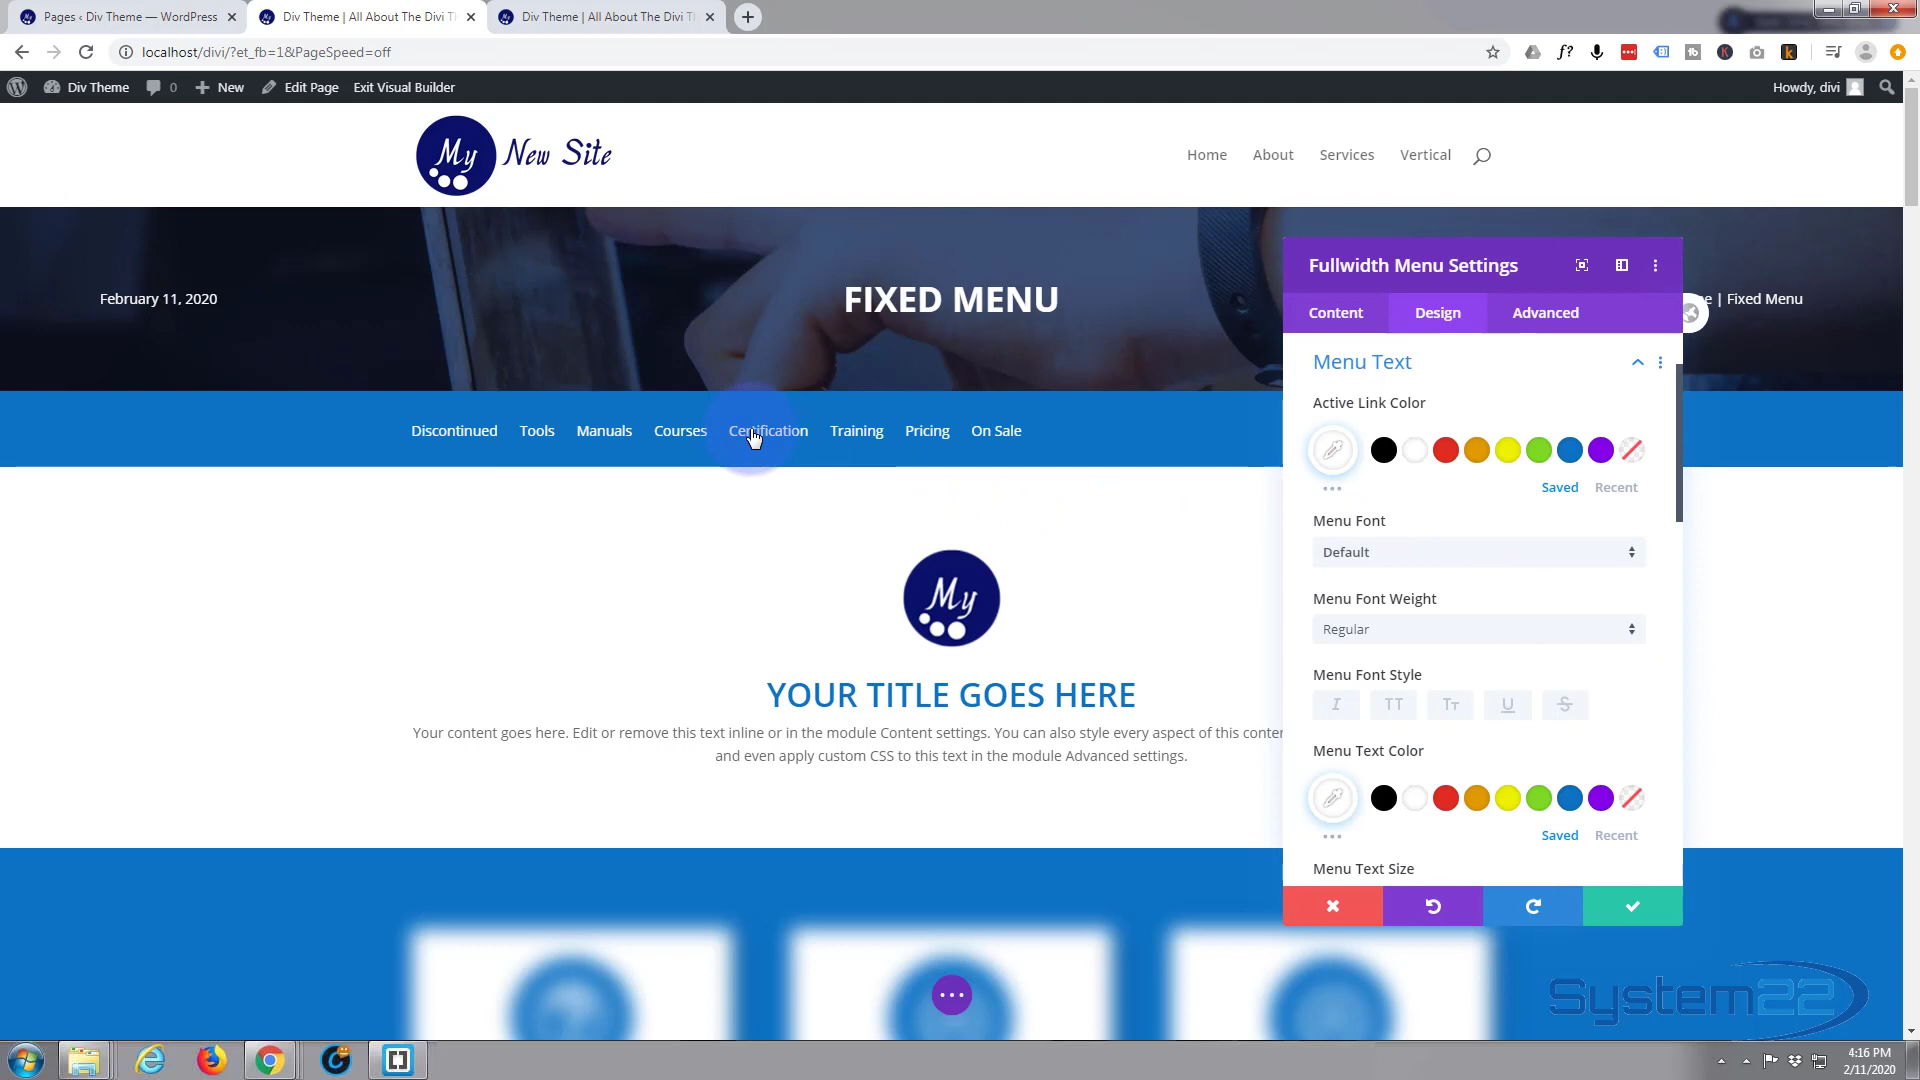 Pages ‹ Div Theme — WordPress
Div Theme | All About The Divi Th
Div Theme | All About The Divi Th
localhost/divi/?et_fb=1&PageSpeed=off
Div Theme 0 New Edit Page Exit Visual Builder Howdy, divi
My New Site
Home About Services Vertical
February 11, 2020
FIXED MENU
| Fixed Menu
Discontinued Tools Manuals Courses Certification Training Pricing On Sale
My
YOUR TITLE GOES HERE
Your content goes here. Edit or remove this text inline or in the module Content settings. You can also style every aspect of this
and even apply custom CSS to this text in the module Advanced settings.
Fullwidth Menu Settings
Content Design Advanced
Menu Text
Active Link Color
Saved Recent
Menu Font
Default
Menu Font Weight
Regular
Menu Font Style
I TT Tt U S
Menu Text Color
Saved Recent
Menu Text Size
System22
4:16 PM
2/11/2020